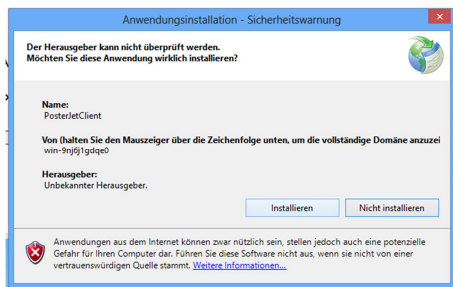 Anwendungsinstallation - Sicherheitswarnung
Der Herausgeber kann nicht überprüft werden.
Möchten Sie diese Anwendung wirklich installieren?
Name:
PosterJetClient
Von (halten Sie den Mauszeiger über die Zeichenfolge unten, um die vollständige Domäne anzuzei
win-9nj6j1gdqe0
Herausgeber:
Unbekannter Herausgeber.
Installieren Nicht installieren
Anwendungen aus dem Internet können zwar nützlich sein, stellen jedoch auch eine potenzielle
Gefahr für Ihren Computer dar. Führen Sie diese Software nicht aus, wenn sie nicht von einer
vertrauenswürdigen Quelle stammt. Weitere Informationen...